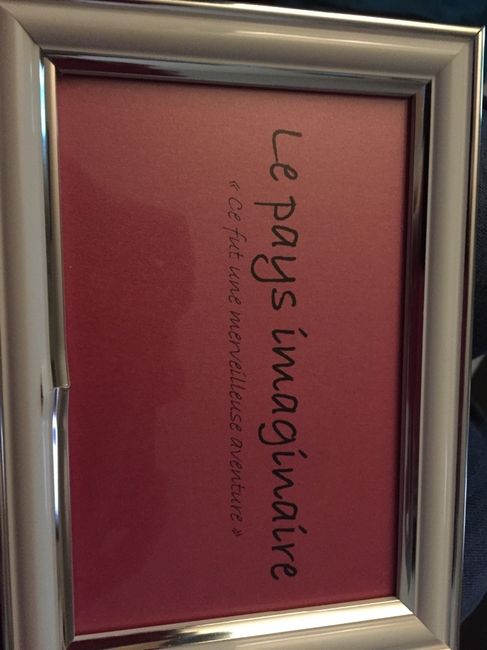 Le pays imaginaire
« Ce fut une merveilleuse aventure »